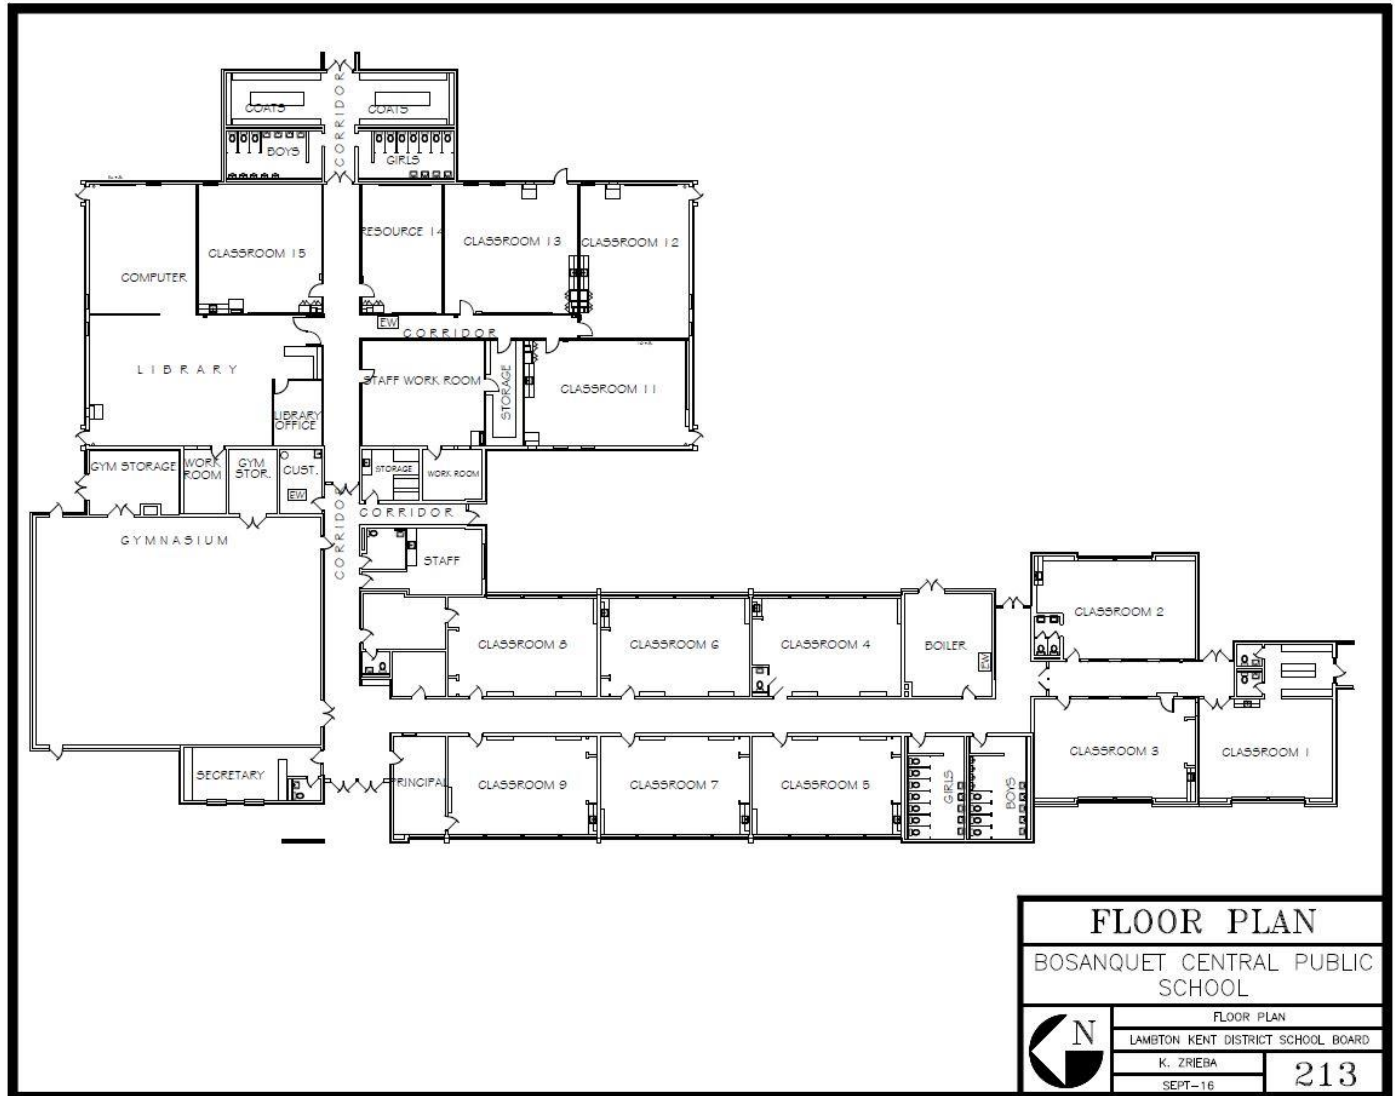 COATS
CORRIDOR
COATS
BOYS
GIRLS
COMPUTER
CLASSROOM 15
RESOURCE 14
CLASSROOM 13
CLASSROOM 12
EW
CORRIDOR
LIBRARY
STAFF WORK ROOM
STORAGE
CLASSROOM 11
LIBRARY
OFFICE
GYM STORAGE
WORK
ROOM
GYM
STOR.
CUST.
EW
STORAGE
WORK ROOM
CORRIDOR
CORRIDOR
GYMNASIUM
STAFF
CLASSROOM 8
CLASSROOM 6
CLASSROOM 4
BOILER
EW
CLASSROOM 2
SECRETARY
PRINCIPAL
CLASSROOM 9
CLASSROOM 7
CLASSROOM 5
GIRLS
BOYS
CLASSROOM 3
CLASSROOM 1
FLOOR PLAN
BOSANQUET CENTRAL PUBLIC
SCHOOL
N
FLOOR PLAN
LAMBTON KENT DISTRICT SCHOOL BOARD
K. ZRIEBA
SEPT-16
213